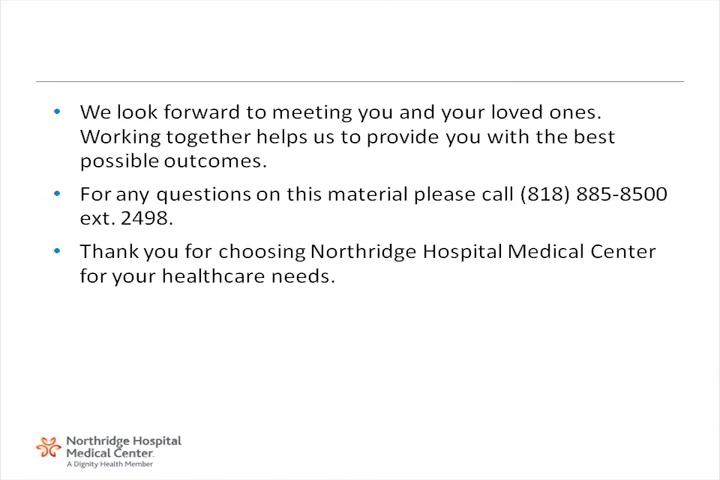 • We look forward to meeting you and your loved ones.
Working together helps us to provide you with the best
possible outcomes.
• For any questions on this material please call (818) 885-8500
ext. 2498.
• Thank you for choosing Northridge Hospital Medical Center
for your healthcare needs.
Northridge Hospital
Medical Center.
A Dignity Health Member